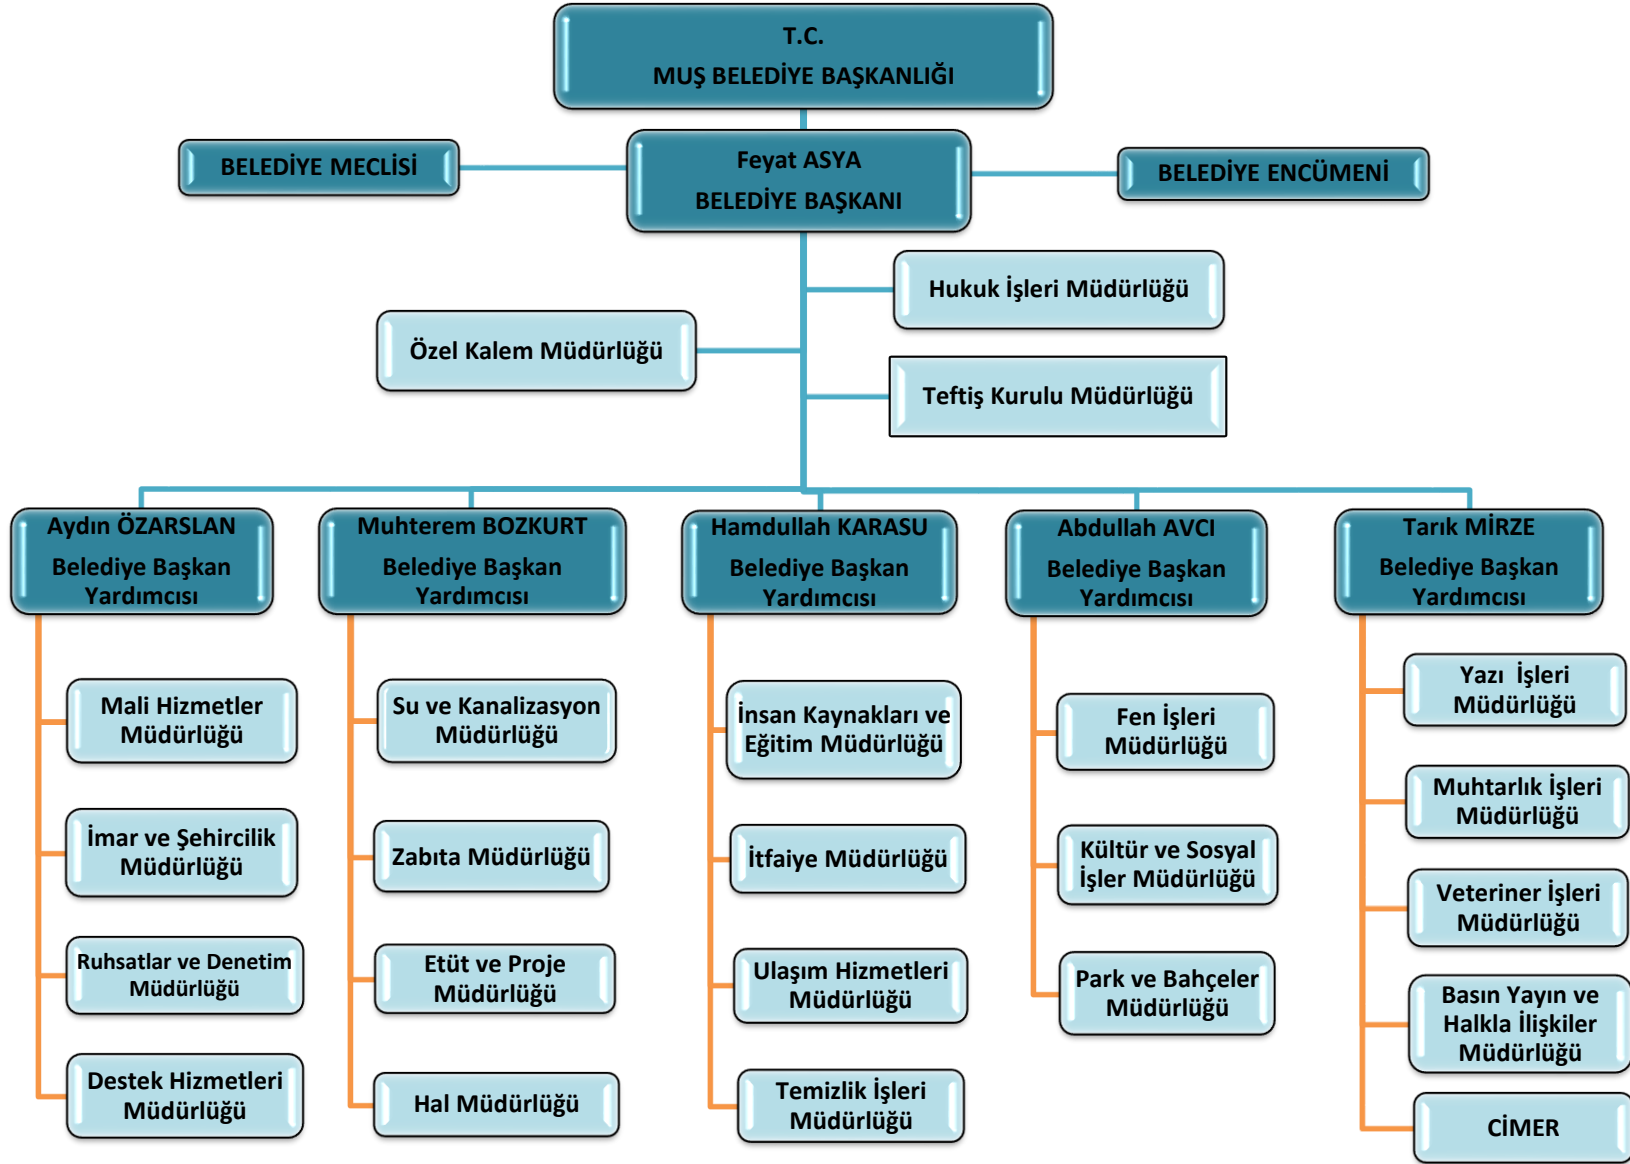 T.C.
MUŞ BELEDİYE BAŞKANLIĞI
BELEDİYE MECLİSİ
Feyat ASYA
BELEDİYE BAŞKANI
BELEDİYE ENCÜMENİ
Hukuk İşleri Müdürlüğü
Özel Kalem Müdürlüğü
Teftiş Kurulu Müdürlüğü
Aydın ÖZARSLAN
Belediye Başkan
Yardımcısı
Mali Hizmetler
Müdürlüğü
İmar ve Şehircilik
Müdürlüğü
Ruhsatlar ve Denetim
Müdürlüğü
Destek Hizmetleri
Müdürlüğü
Muhterem BOZKURT
Belediye Başkan
Yardımcısı
Su ve Kanalizasyon
Müdürlüğü
Zabıta Müdürlüğü
Etüt ve Proje
Müdürlüğü
Hal Müdürlüğü
Hamdullah KARASU
Belediye Başkan
Yardımcısı
İnsan Kaynakları ve
Eğitim Müdürlüğü
İtfaiye Müdürlüğü
Ulaşım Hizmetleri
Müdürlüğü
Temizlik İşleri
Müdürlüğü
Abdullah AVCI
Belediye Başkan
Yardımcısı
Fen İşleri
Müdürlüğü
Kültür ve Sosyal
İşler Müdürlüğü
Park ve Bahçeler
Müdürlüğü
Tarık MİRZE
Belediye Başkan
Yardımcısı
Yazı  İşleri
Müdürlüğü
Muhtarlık İşleri
Müdürlüğü
Veteriner İşleri
Müdürlüğü
Basın Yayın ve
Halkla İlişkiler
Müdürlüğü
CİMER